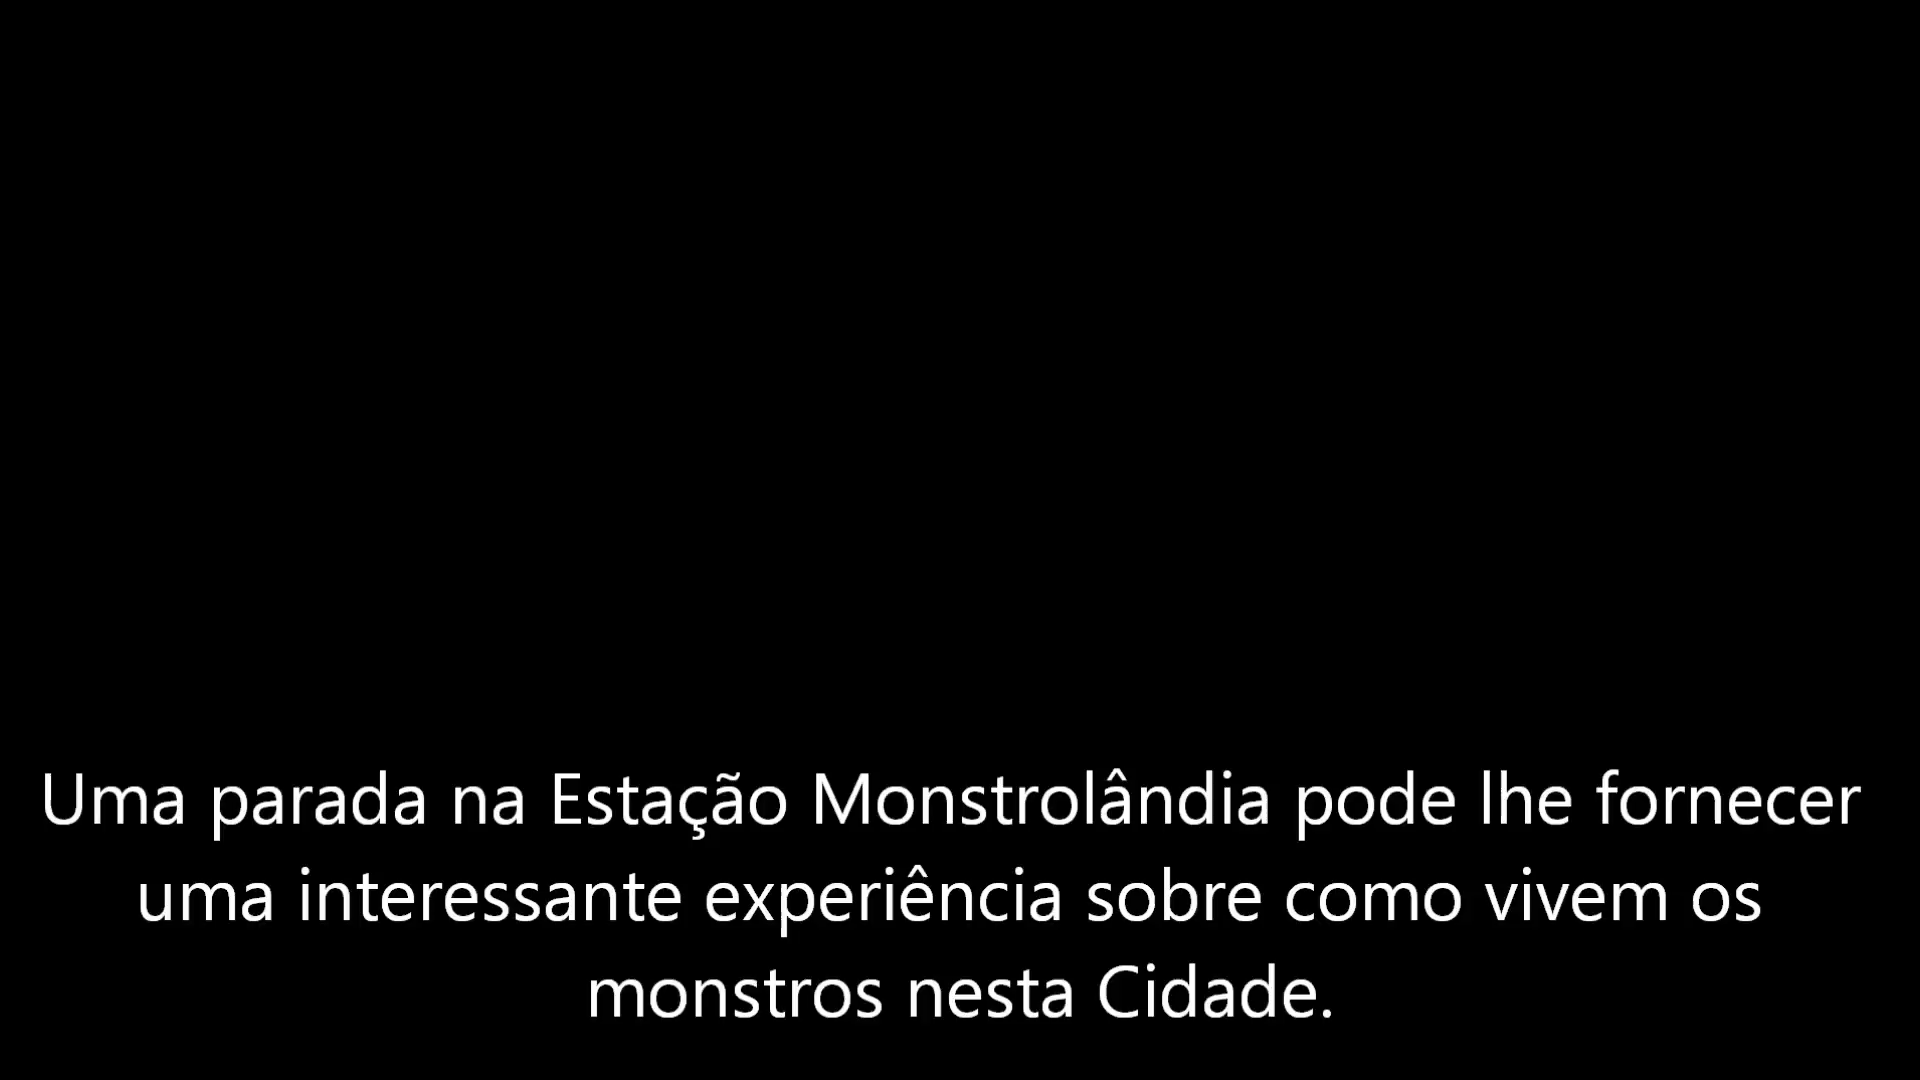 Uma parada na Estação Monstrolândia pode lhe fornecer
uma interessante experiência sobre como vivem os
monstros nesta Cidade.